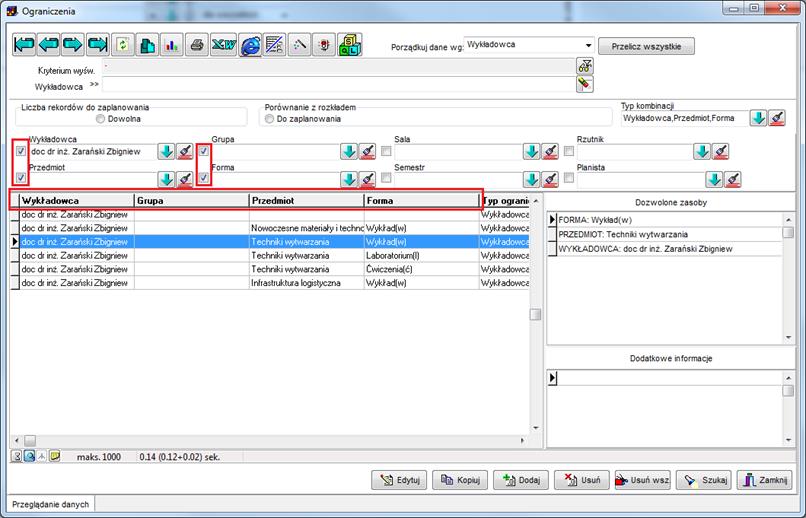 Ograniczenia
XW
Porządkuj dane wg: Wykładowca
Przelicz wszystkie
Kryterium wyśw.
Wykładowca >>
Liczba rekordów do zaplanowania
Dowolna
Porównanie z rozkładem
Do zaplanowania
Typ kombinacji
Wykładowca,Przedmiot,Forma
Wykładowca Grupa Sala Rzutnik
doc dr inż. Zarański Zbigniew
Przedmiot Forma Semestr Planista
Wykładowca Grupa Przedmiot Forma Typ ograni
doc dr inż. Zarański Zbigniew Wykładowca
doc dr inż. Zarański Zbigniew Nowoczesne materiały i techno Wykład(w) Wykładowca
doc dr inż. Zarański Zbigniew Techniki wytwarzania Wykład(w) Wykładowca
doc dr inż. Zarański Zbigniew Techniki wytwarzania Laboratorium(l) Wykładowca
doc dr inż. Zarański Zbigniew Techniki wytwarzania Ćwiczenia(ć) Wykładowca
doc dr inż. Zarański Zbigniew Infrastruktura logistyczna Wykład(w) Wykładowca
Dozwolone zasoby
FORMA: Wykład(w)
PRZEDMIOT: Techniki wytwarzania
WYKŁADOWCA: doc dr inż. Zarański Zbigniew
Dodatkowe informacje
maks. 1000 0.14 (0.12+0.02) sek.
Edytuj Kopiuj Dodaj Usuń Usuń wsz. Szukaj Zamknij
Przeglądanie danych